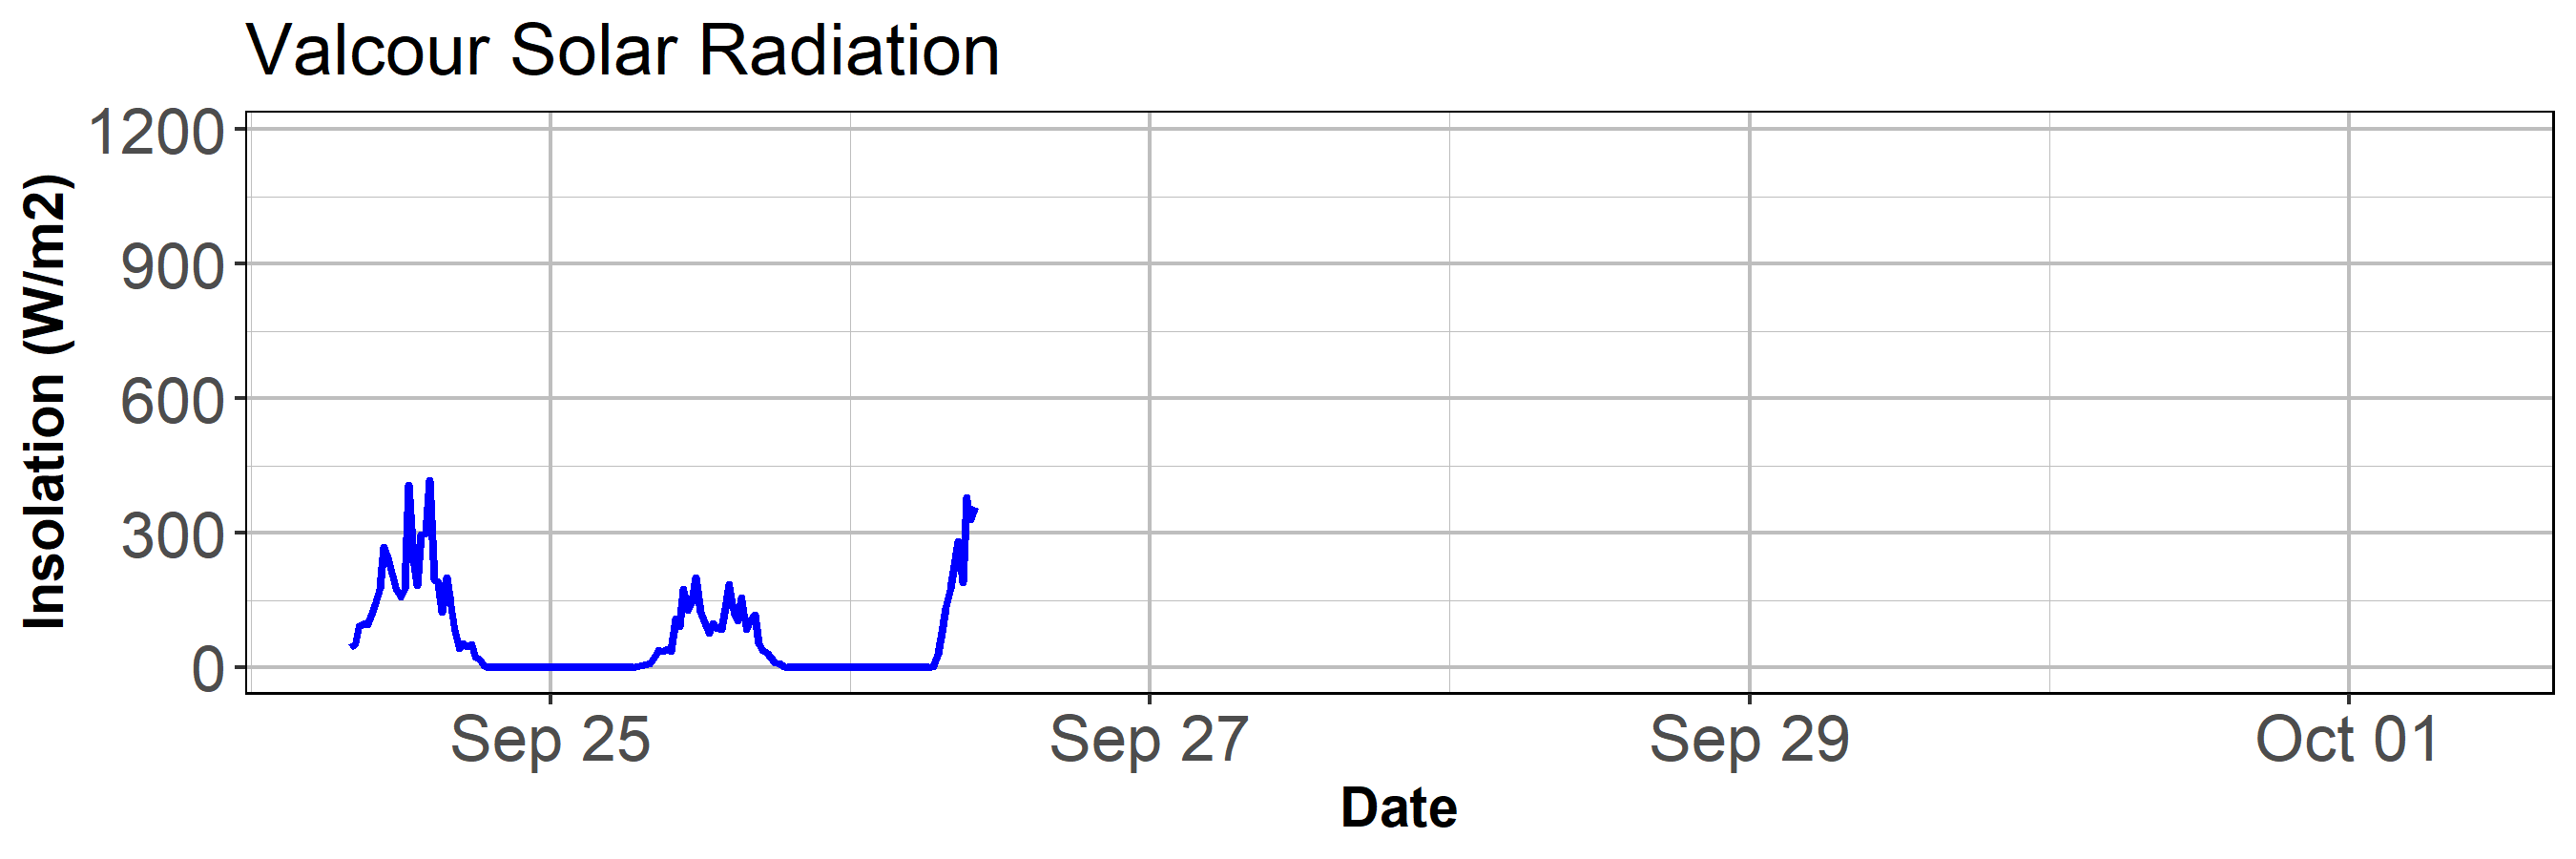 Valcour Solar Radiation
1200
900
600
300
0
Insolation (W/m2)
Sep 25 Sep 27 Sep 29 Oct 01
Date